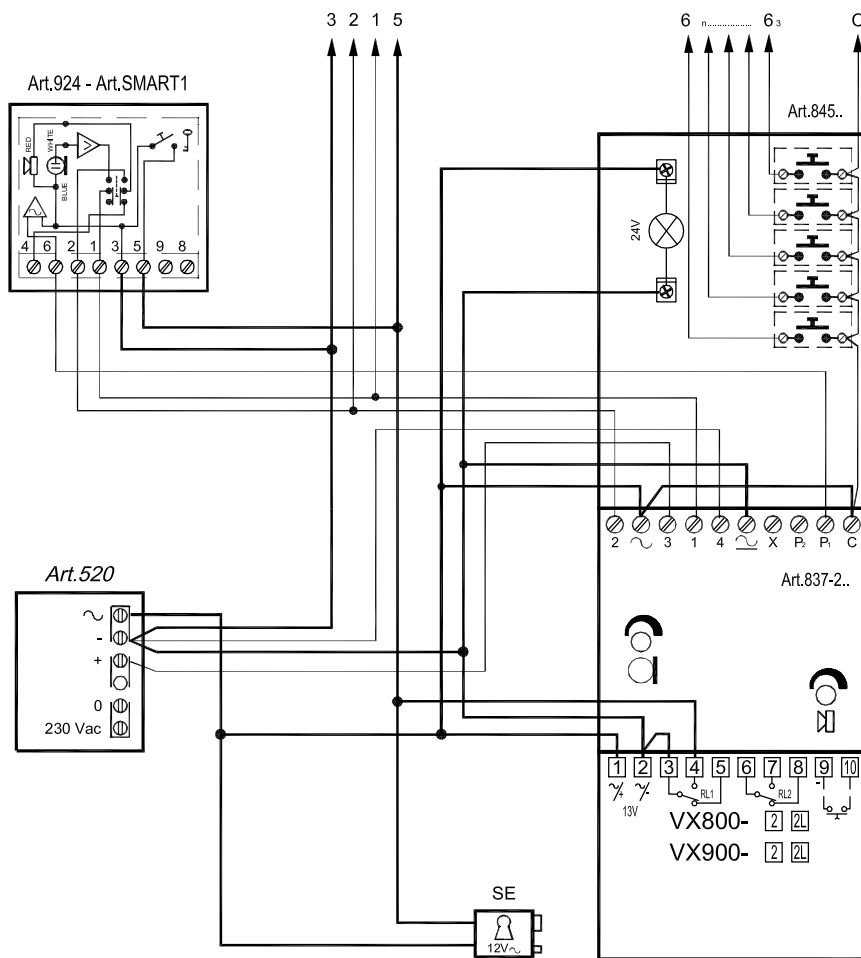 3 2 1 5
6 n................. 6 3 C
Art.924 - Art.SMART1
Art.845..
RED
WHITE
BLUE
4 6 2 1 3 5 9 8
24V
2 3 1 4 X P2 P1 C
Art.520
Art.837-2..
-
+
0
230 Vac
1 2 3 4 5 6 7 8 9 10
+ - RL1 RL2 -
13V
VX800- 2 2L
VX900- 2 2L
SE
12V~